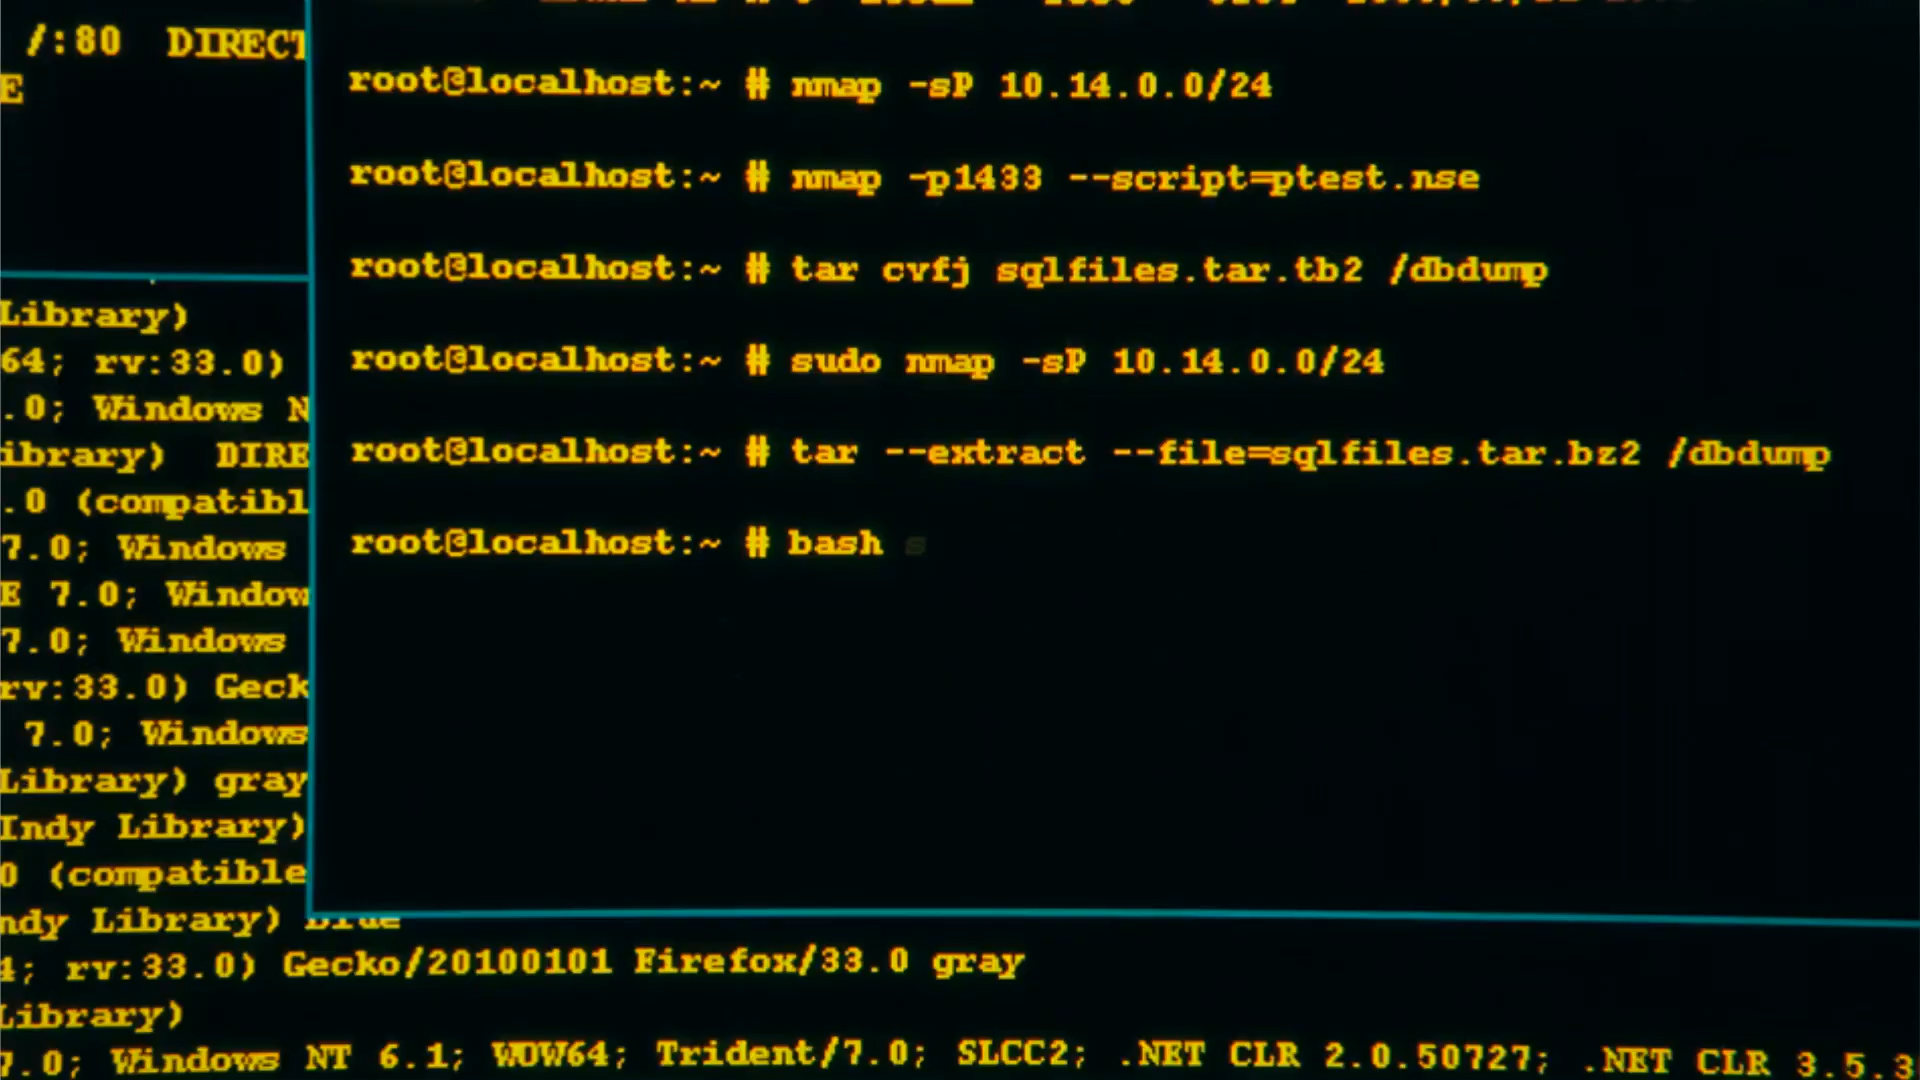 /:80 DIRECT
E
root@localhost:~ # nmap -sP 10.14.0.0/24
root@localhost:~ # nmap -p1433 --script=ptest.nse
root@localhost:~ # tar cvfj sqlfiles.tar.tb2 /dbdump
root@localhost:~ # sudo nmap -sP 10.14.0.0/24
root@localhost:~ # tar --extract --file=sqlfiles.tar.bz2 /dbdump
root@localhost:~ # bash s
Library)
64; rv:33.0)
.0; Windows N
ibrary) DIRE
.0 (compatibl
7.0; Windows
E 7.0; Window
7.0; Windows
rv:33.0) Geck
7.0; Windows
Library) gray
Indy Library)
0 (compatible
ndy Library) blue
4; rv:33.0) Gecko/20100101 Firefox/33.0 gray
Library)
7.0; Windows NT 6.1; WOW64; Trident/7.0; SLCC2; .NET CLR 2.0.50727; .NET CLR 3.5.3